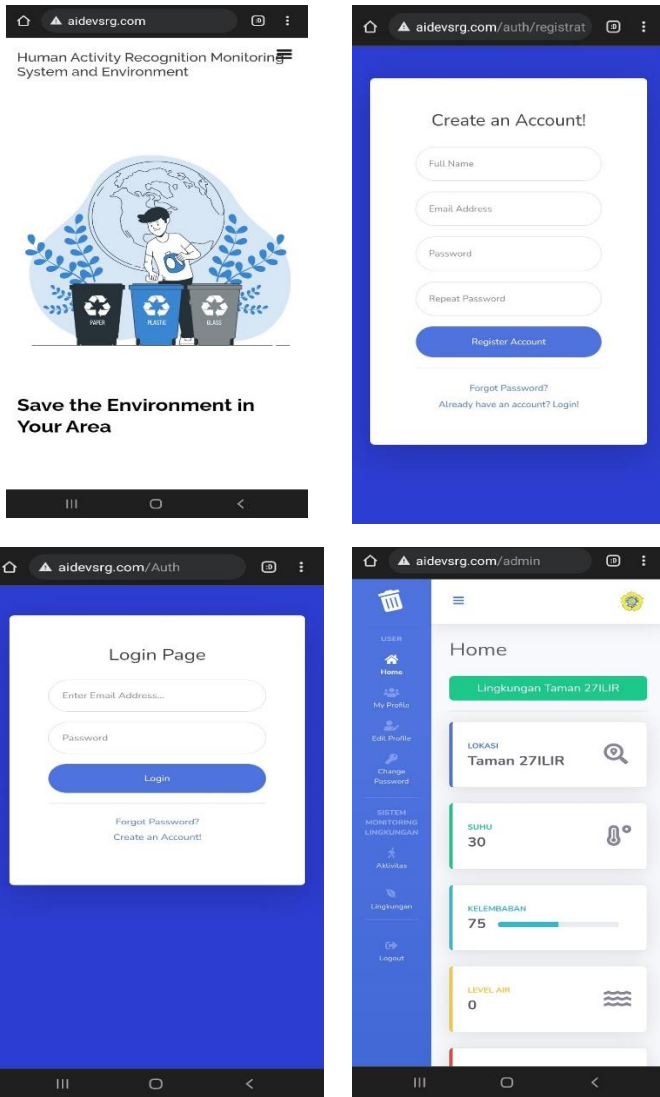 aidevsrg.com
:D
Human Activity Recognition Monitoring
System and Environment
PAPER
PLASTIC
GLASS
Save the Environment in
Your Area
aidevsrg.com/auth/registrat
:D
Create an Account!
Full Name
Email Address
Password
Repeat Password
Register Account
Forgot Password?
Already have an account? Login!
aidevsrg.com/Auth
:D
Login Page
Enter Email Address...
Password
Login
Forgot Password?
Create an Account!
aidevsrg.com/admin
:D
USER
Home
My Profile
Edit Profile
Change
Password
SISTEM
MONITORING
LINGKUNGAN
Aktivitas
Lingkungan
Logout
Home
Lingkungan Taman 27ILIR
LOKASI
Taman 27ILIR
SUHU
30
KELEMBABAN
75
LEVEL AIR
0